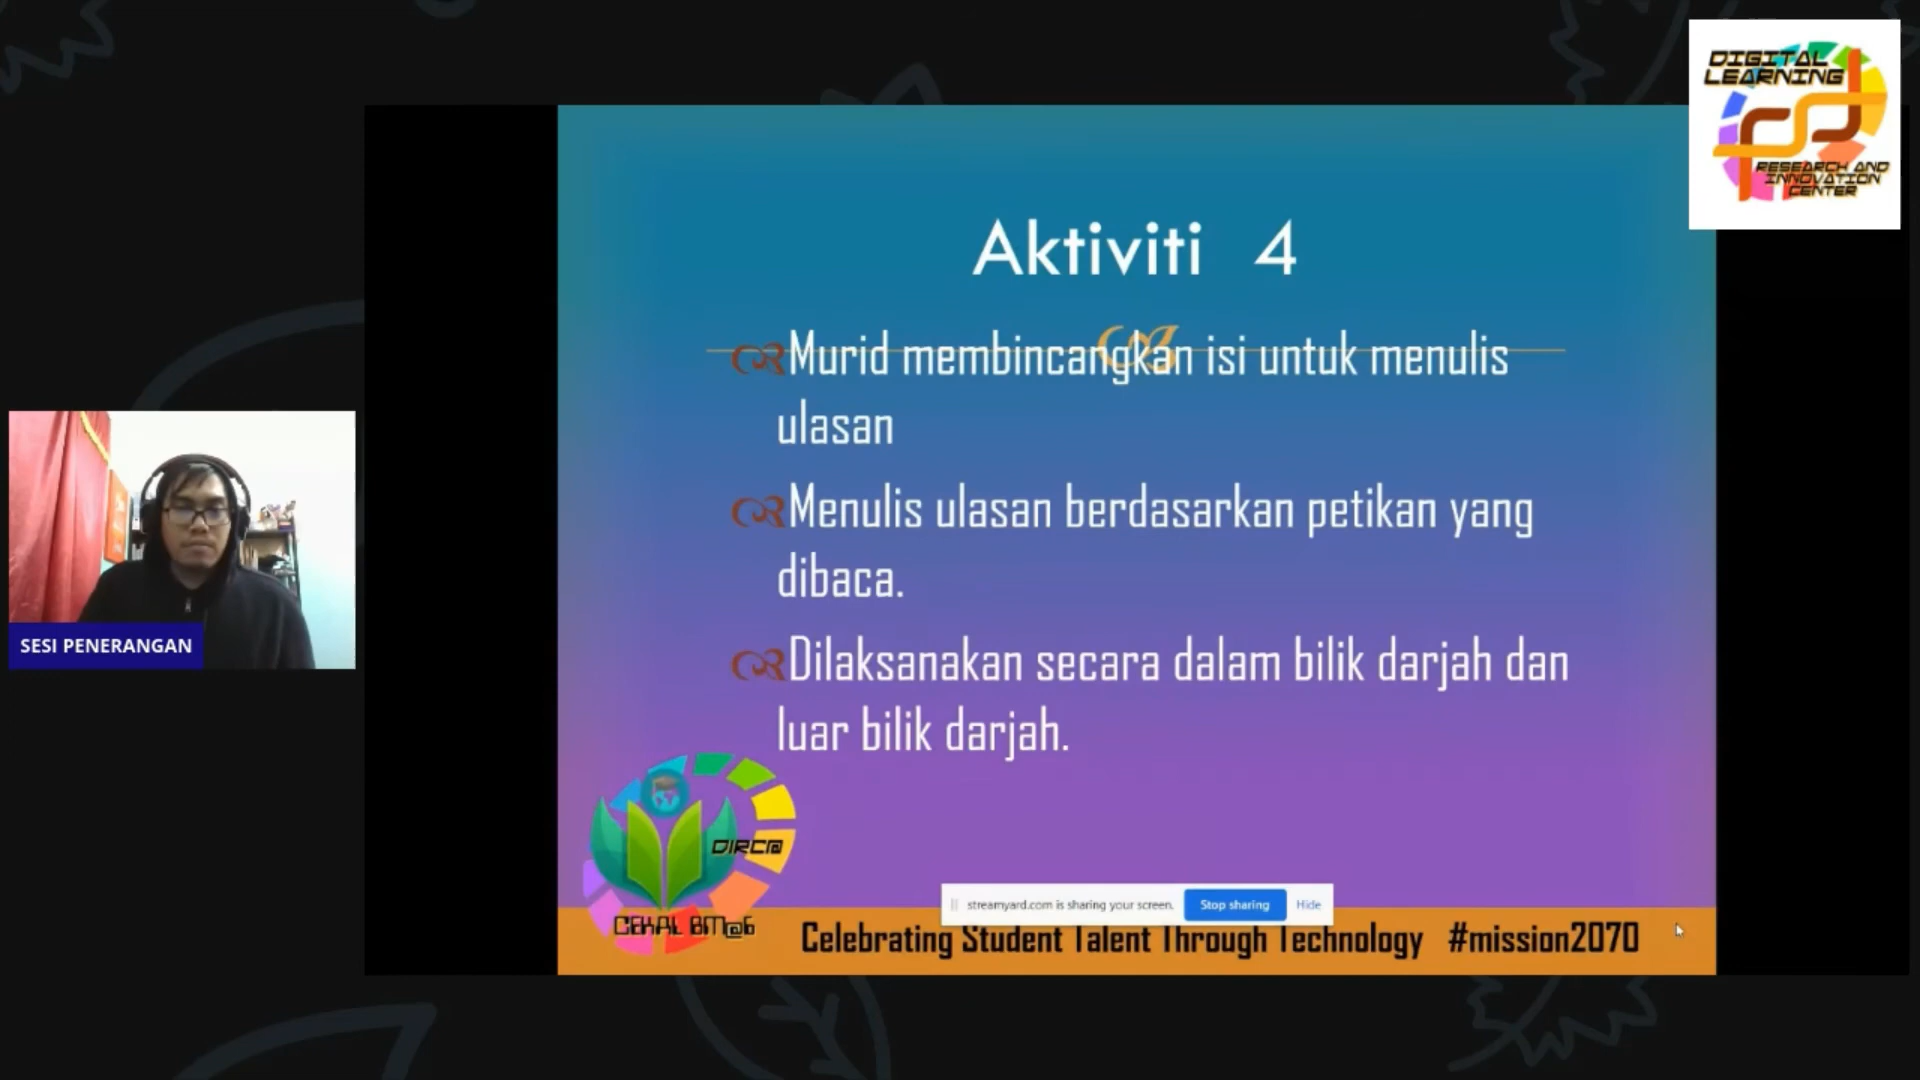 DIGITAL
LEARNING
RESEARCH AND
INNOVATION
CENTER
Aktiviti 4
Murid membincangkan isi untuk menulis
ulasan
Menulis ulasan berdasarkan petikan yang
dibaca.
Dilaksanakan secara dalam bilik darjah dan
luar bilik darjah.
SESI PENERANGAN
DIRC@
CEKAL BM@6
streamyard.com is sharing your screen.
Stop sharing
Hide
Celebrating Student Talent Through Technology #mission2070